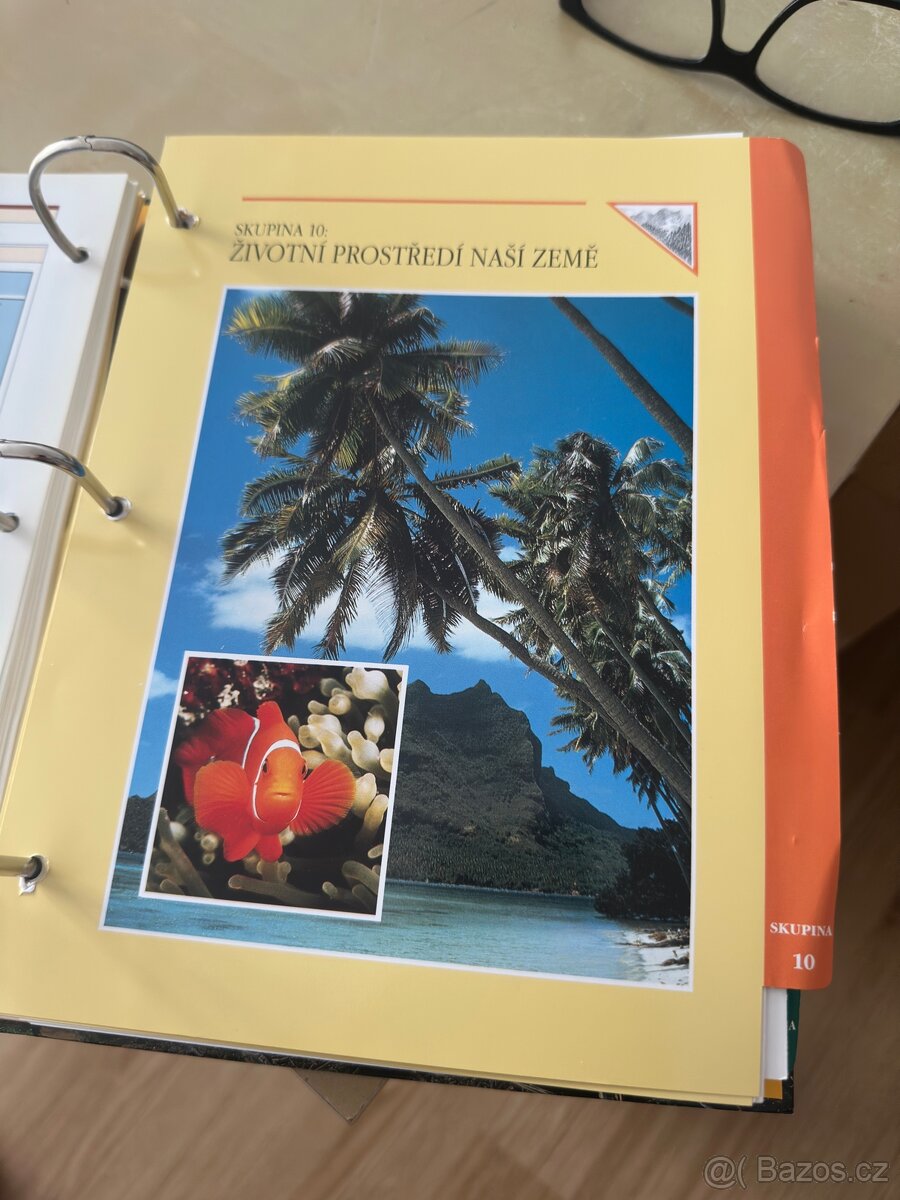 SKUPINA 10:
ŽIVOTNÍ PROSTŘEDÍ NAŠÍ ZEMĚ
SKUPINA
10
A
@( Bazos.cz